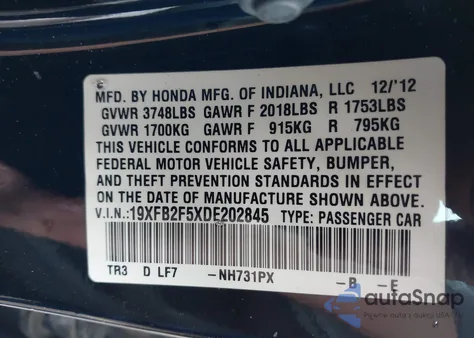 MFD. BY HONDA MFG. OF INDIANA, LLC 12/'12
GVWR 3748LBS GAWR F 2018LBS R 1753LBS
GVWR 1700KG GAWR F 915KG R 795KG
THIS VEHICLE CONFORMS TO ALL APPLICABLE
FEDERAL MOTOR VEHICLE SAFETY, BUMPER,
AND THEFT PREVENTION STANDARDS IN EFFECT
ON THE DATE OF MANUFACTURE SHOWN ABOVE.
V.I.N.:19XFB2F5XDE202845 TYPE: PASSENGER CAR
TR3 D LF7 -NH731PX -B -E
autoSnap